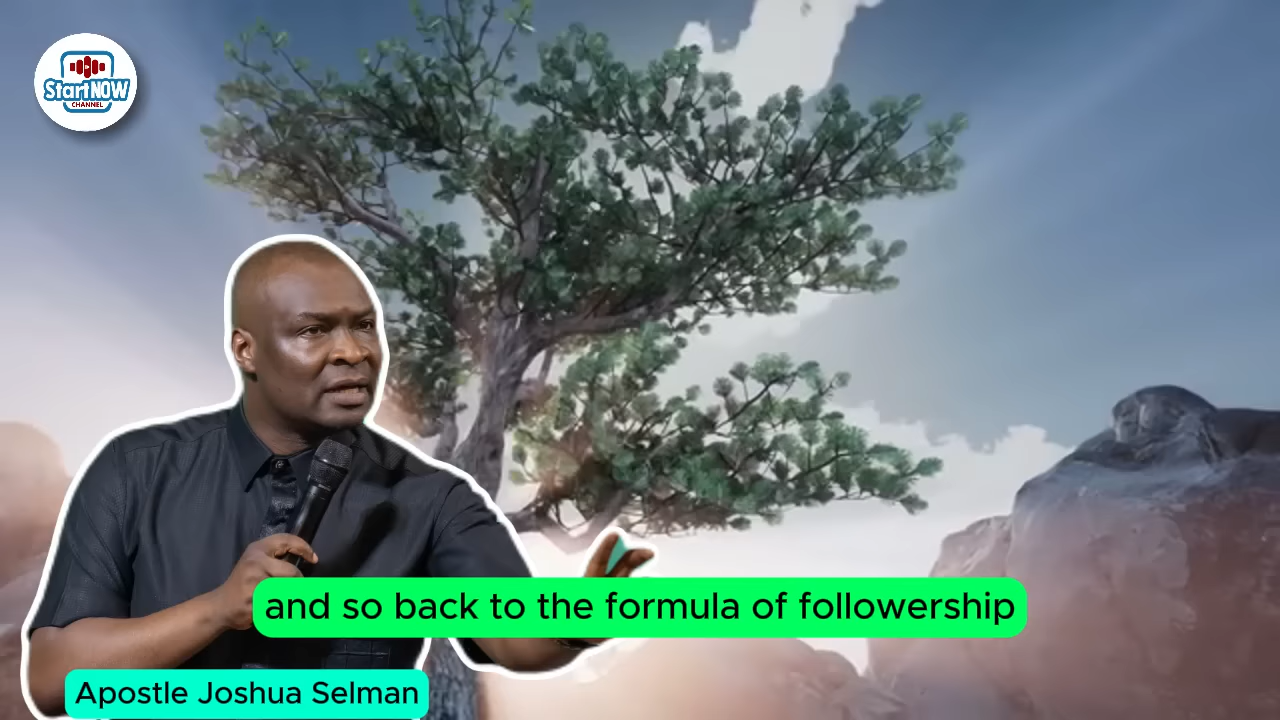 StartNOW
CHANNEL
and so back to the formula of followership
Apostle Joshua Selman